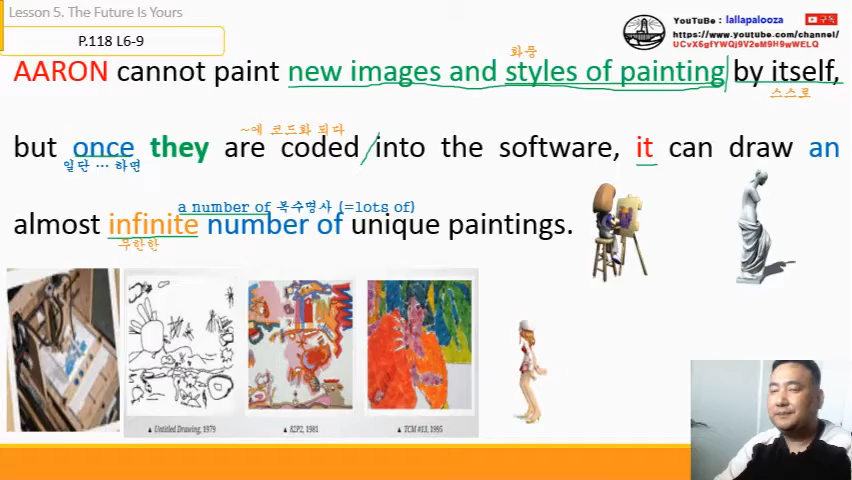 Lesson 5. The Future Is Yours
P.118 L6-9
YouTuBe : lallapalooza 구독
https://www.youtube.com/channel/
UCvX6gfYWQj9V2eM9H9wWELQ
화풍
AARON cannot paint new images and styles of painting by itself,
스스로
~에 코드화 되다
but once they are coded into the software, it can draw an
일단 ··· 하면
a number of 복수명사 (=lots of)
almost infinite number of unique paintings.
무한한
▲ Untitled Drawing, 1979
▲ 82P2, 1981
▲ TCM #13, 1995